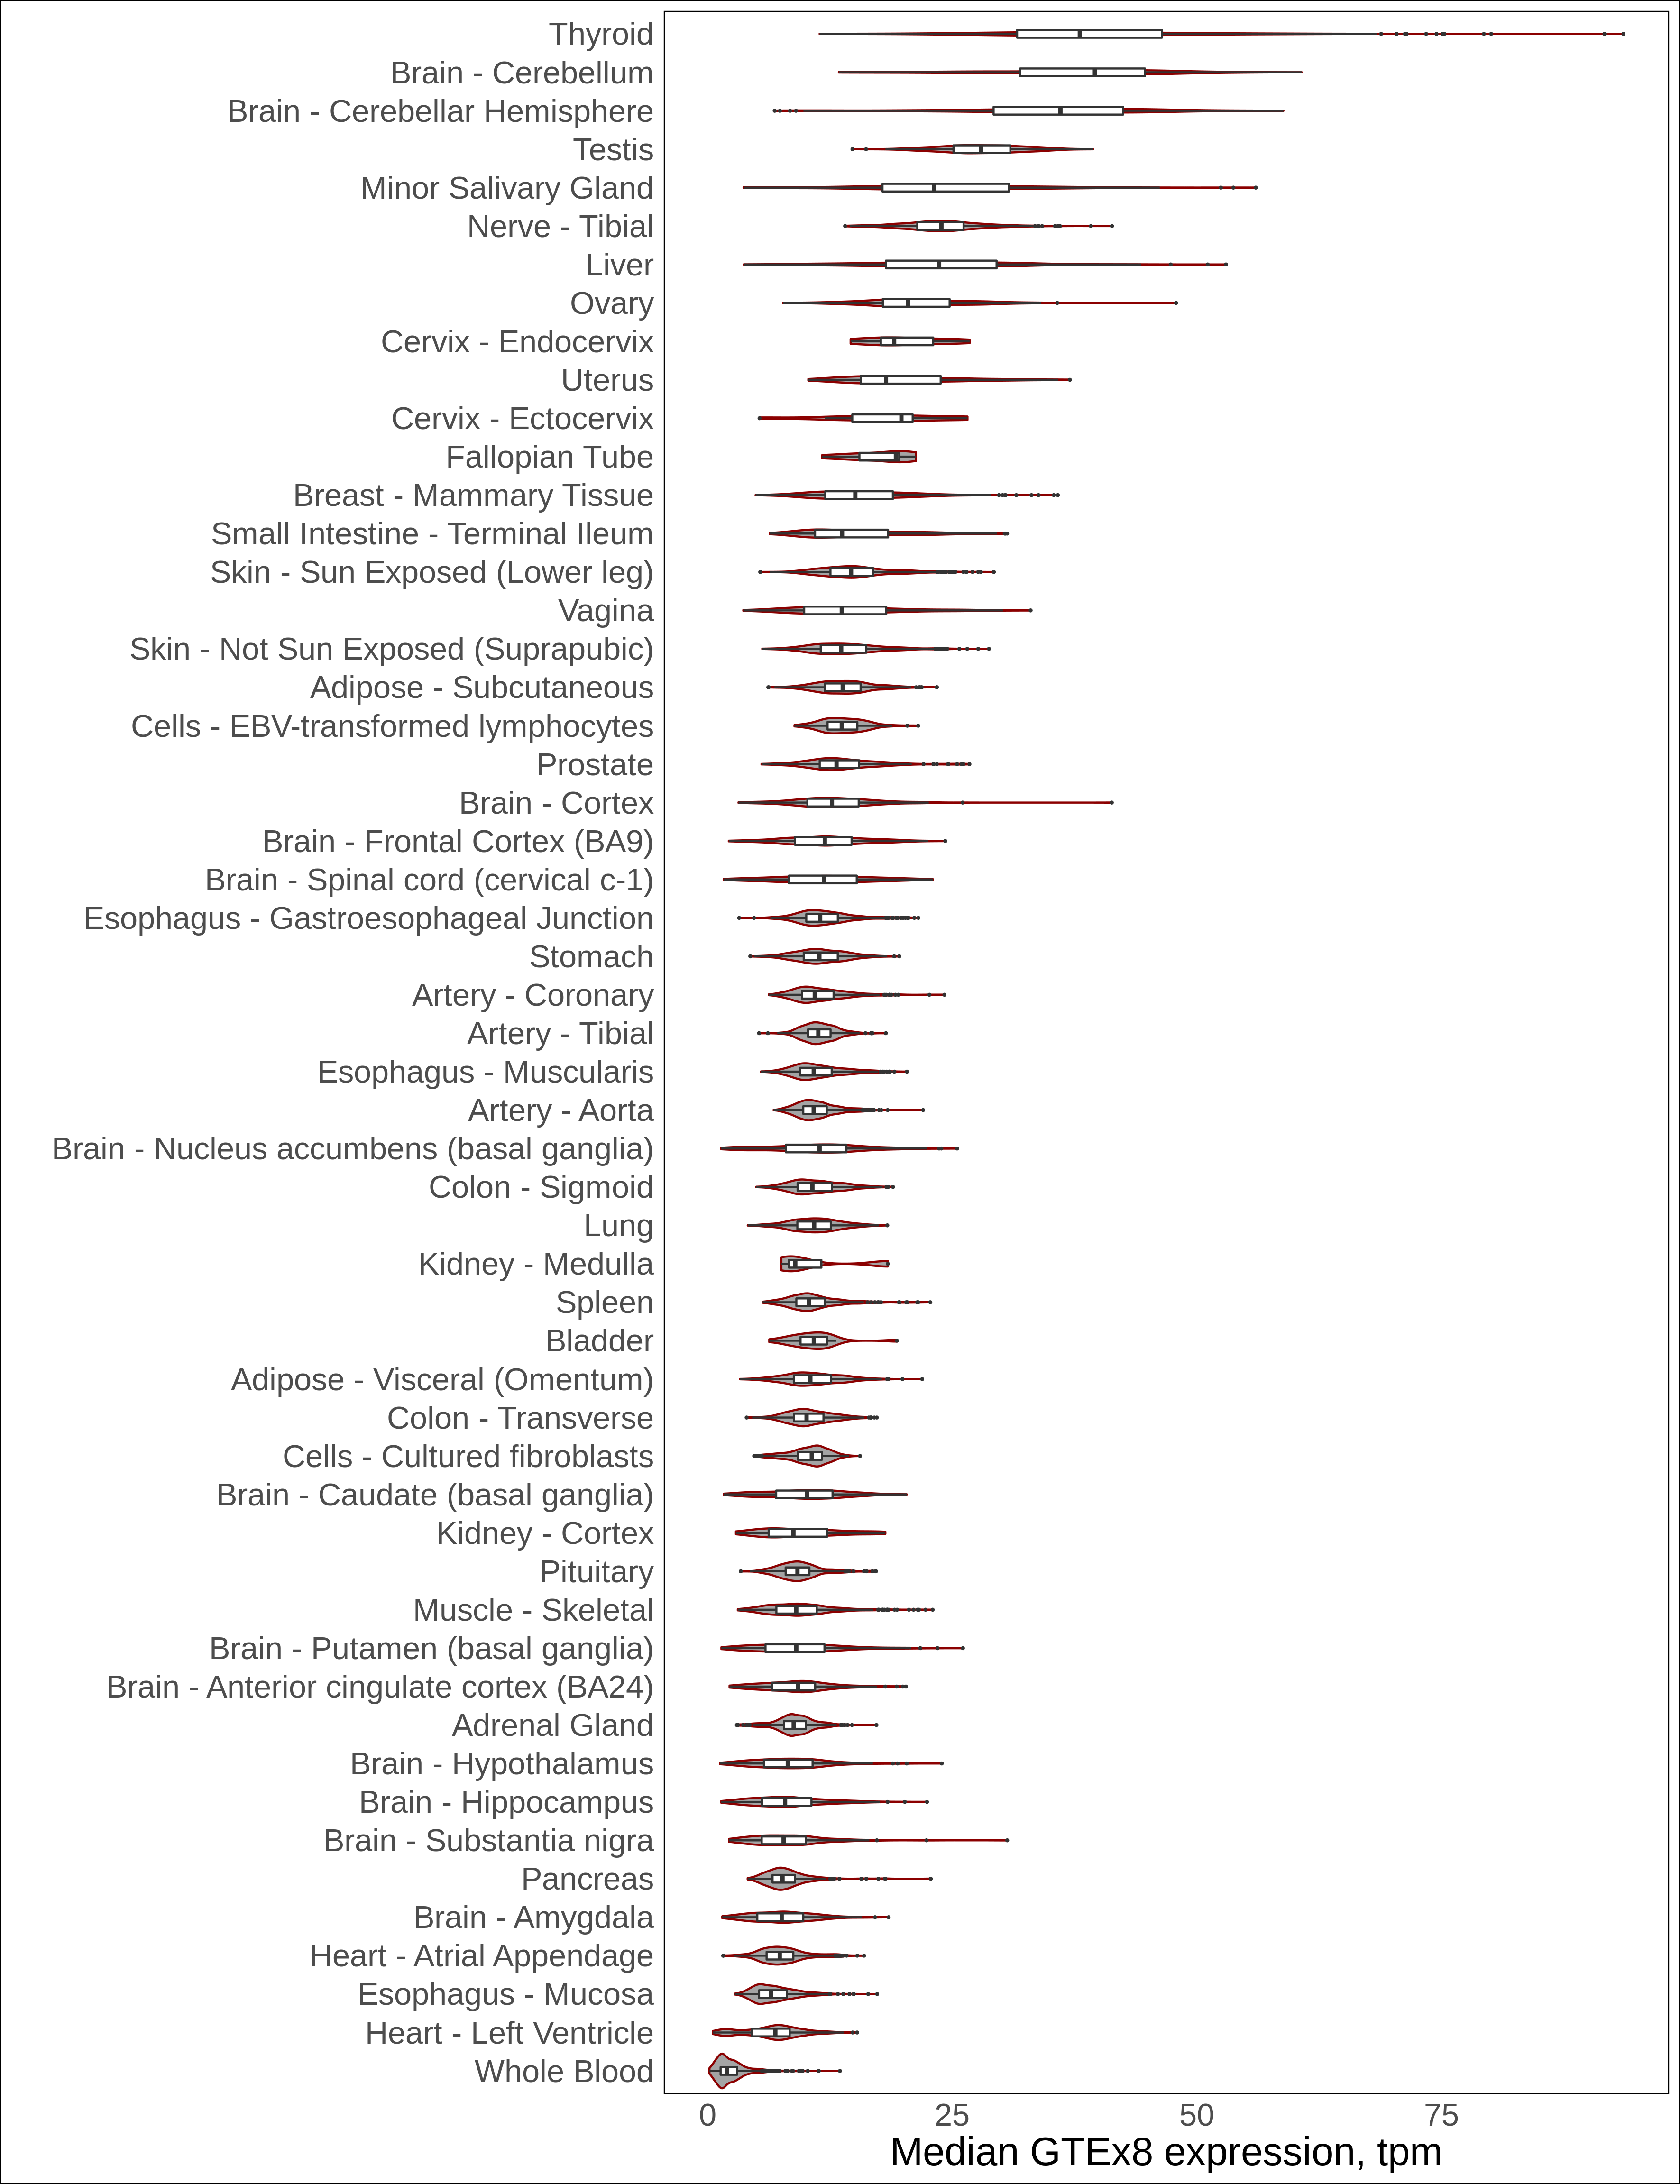 Thyroid
Brain - Cerebellum
Brain - Cerebellar Hemisphere
Testis
Minor Salivary Gland
Nerve - Tibial
Liver
Ovary
Cervix - Endocervix
Uterus
Cervix - Ectocervix
Fallopian Tube
Breast - Mammary Tissue
Small Intestine - Terminal Ileum
Skin - Sun Exposed (Lower leg)
Vagina
Skin - Not Sun Exposed (Suprapubic)
Adipose - Subcutaneous
Cells - EBV-transformed lymphocytes
Prostate
Brain - Cortex
Brain - Frontal Cortex (BA9)
Brain - Spinal cord (cervical c-1)
Esophagus - Gastroesophageal Junction
Stomach
Artery - Coronary
Artery - Tibial
Esophagus - Muscularis
Artery - Aorta
Brain - Nucleus accumbens (basal ganglia)
Colon - Sigmoid
Lung
Kidney - Medulla
Spleen
Bladder
Adipose - Visceral (Omentum)
Colon - Transverse
Cells - Cultured fibroblasts
Brain - Caudate (basal ganglia)
Kidney - Cortex
Pituitary
Muscle - Skeletal
Brain - Putamen (basal ganglia)
Brain - Anterior cingulate cortex (BA24)
Adrenal Gland
Brain - Hypothalamus
Brain - Hippocampus
Brain - Substantia nigra
Pancreas
Brain - Amygdala
Heart - Atrial Appendage
Esophagus - Mucosa
Heart - Left Ventricle
Whole Blood
0 25 50 75
Median GTEx8 expression, tpm